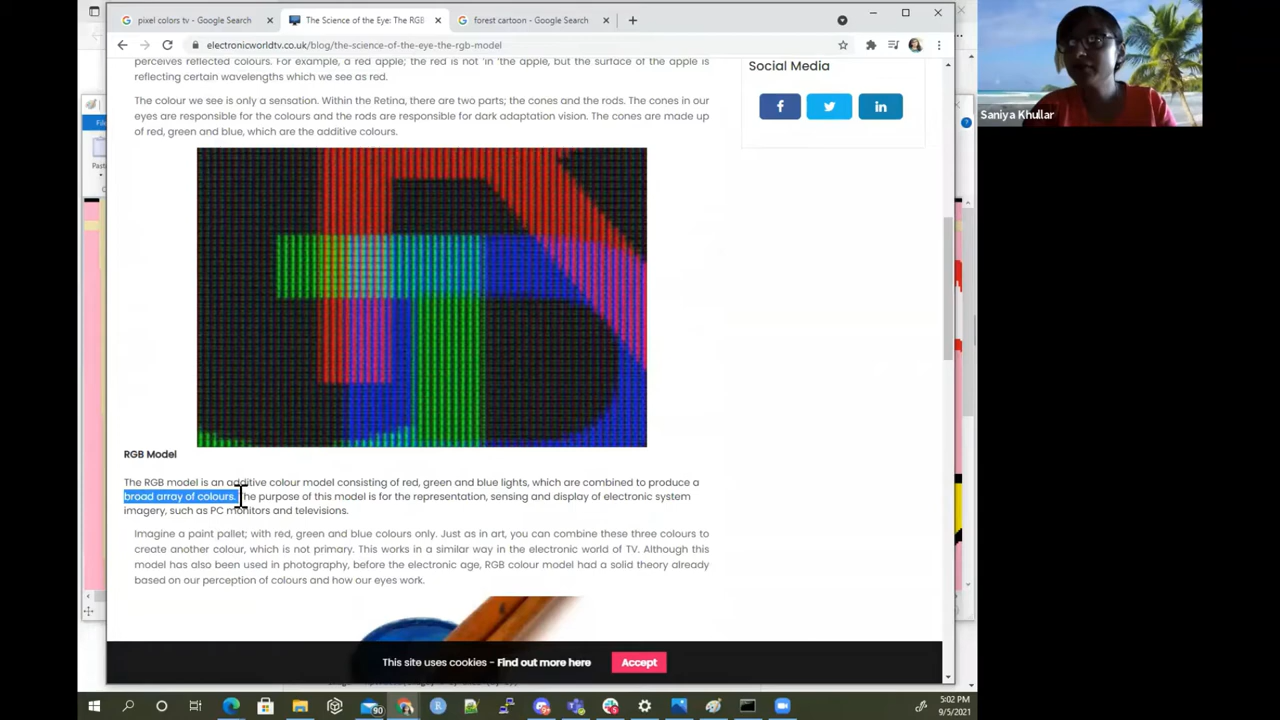 pixel colors tv - Google Search
The Science of the Eye: The RGB
forest cartoon - Google Search
electronicworldtv.co.uk/blog/the-science-of-the-eye-the-rgb-model
perceives reflected colours. For example, a red apple; the red is not 'in 'the apple, but the surface of the apple is
reflecting certain wavelengths which we see as red.
The colour we see is only a sensation. Within the Retina, there are two parts; the cones and the rods. The cones in our
eyes are responsible for the colours and the rods are responsible for dark adaptation vision. The cones are made up
of red, green and blue, which are the additive colours.
Social Media
Saniya Khullar
File
Past
RGB Model
The RGB model is an additive colour model consisting of red, green and blue lights, which are combined to produce a
broad array of colours. The purpose of this model is for the representation, sensing and display of electronic system
imagery, such as PC monitors and televisions.
Imagine a paint pallet; with red, green and blue colours only. Just as in art, you can combine these three colours to
create another colour, which is not primary. This works in a similar way in the electronic world of TV. Although this
model has also been used in photography, before the electronic age, RGB colour model had a solid theory already
based on our perception of colours and how our eyes work.
This site uses cookies - Find out more here
Accept
90
5:02 PM
9/5/2021